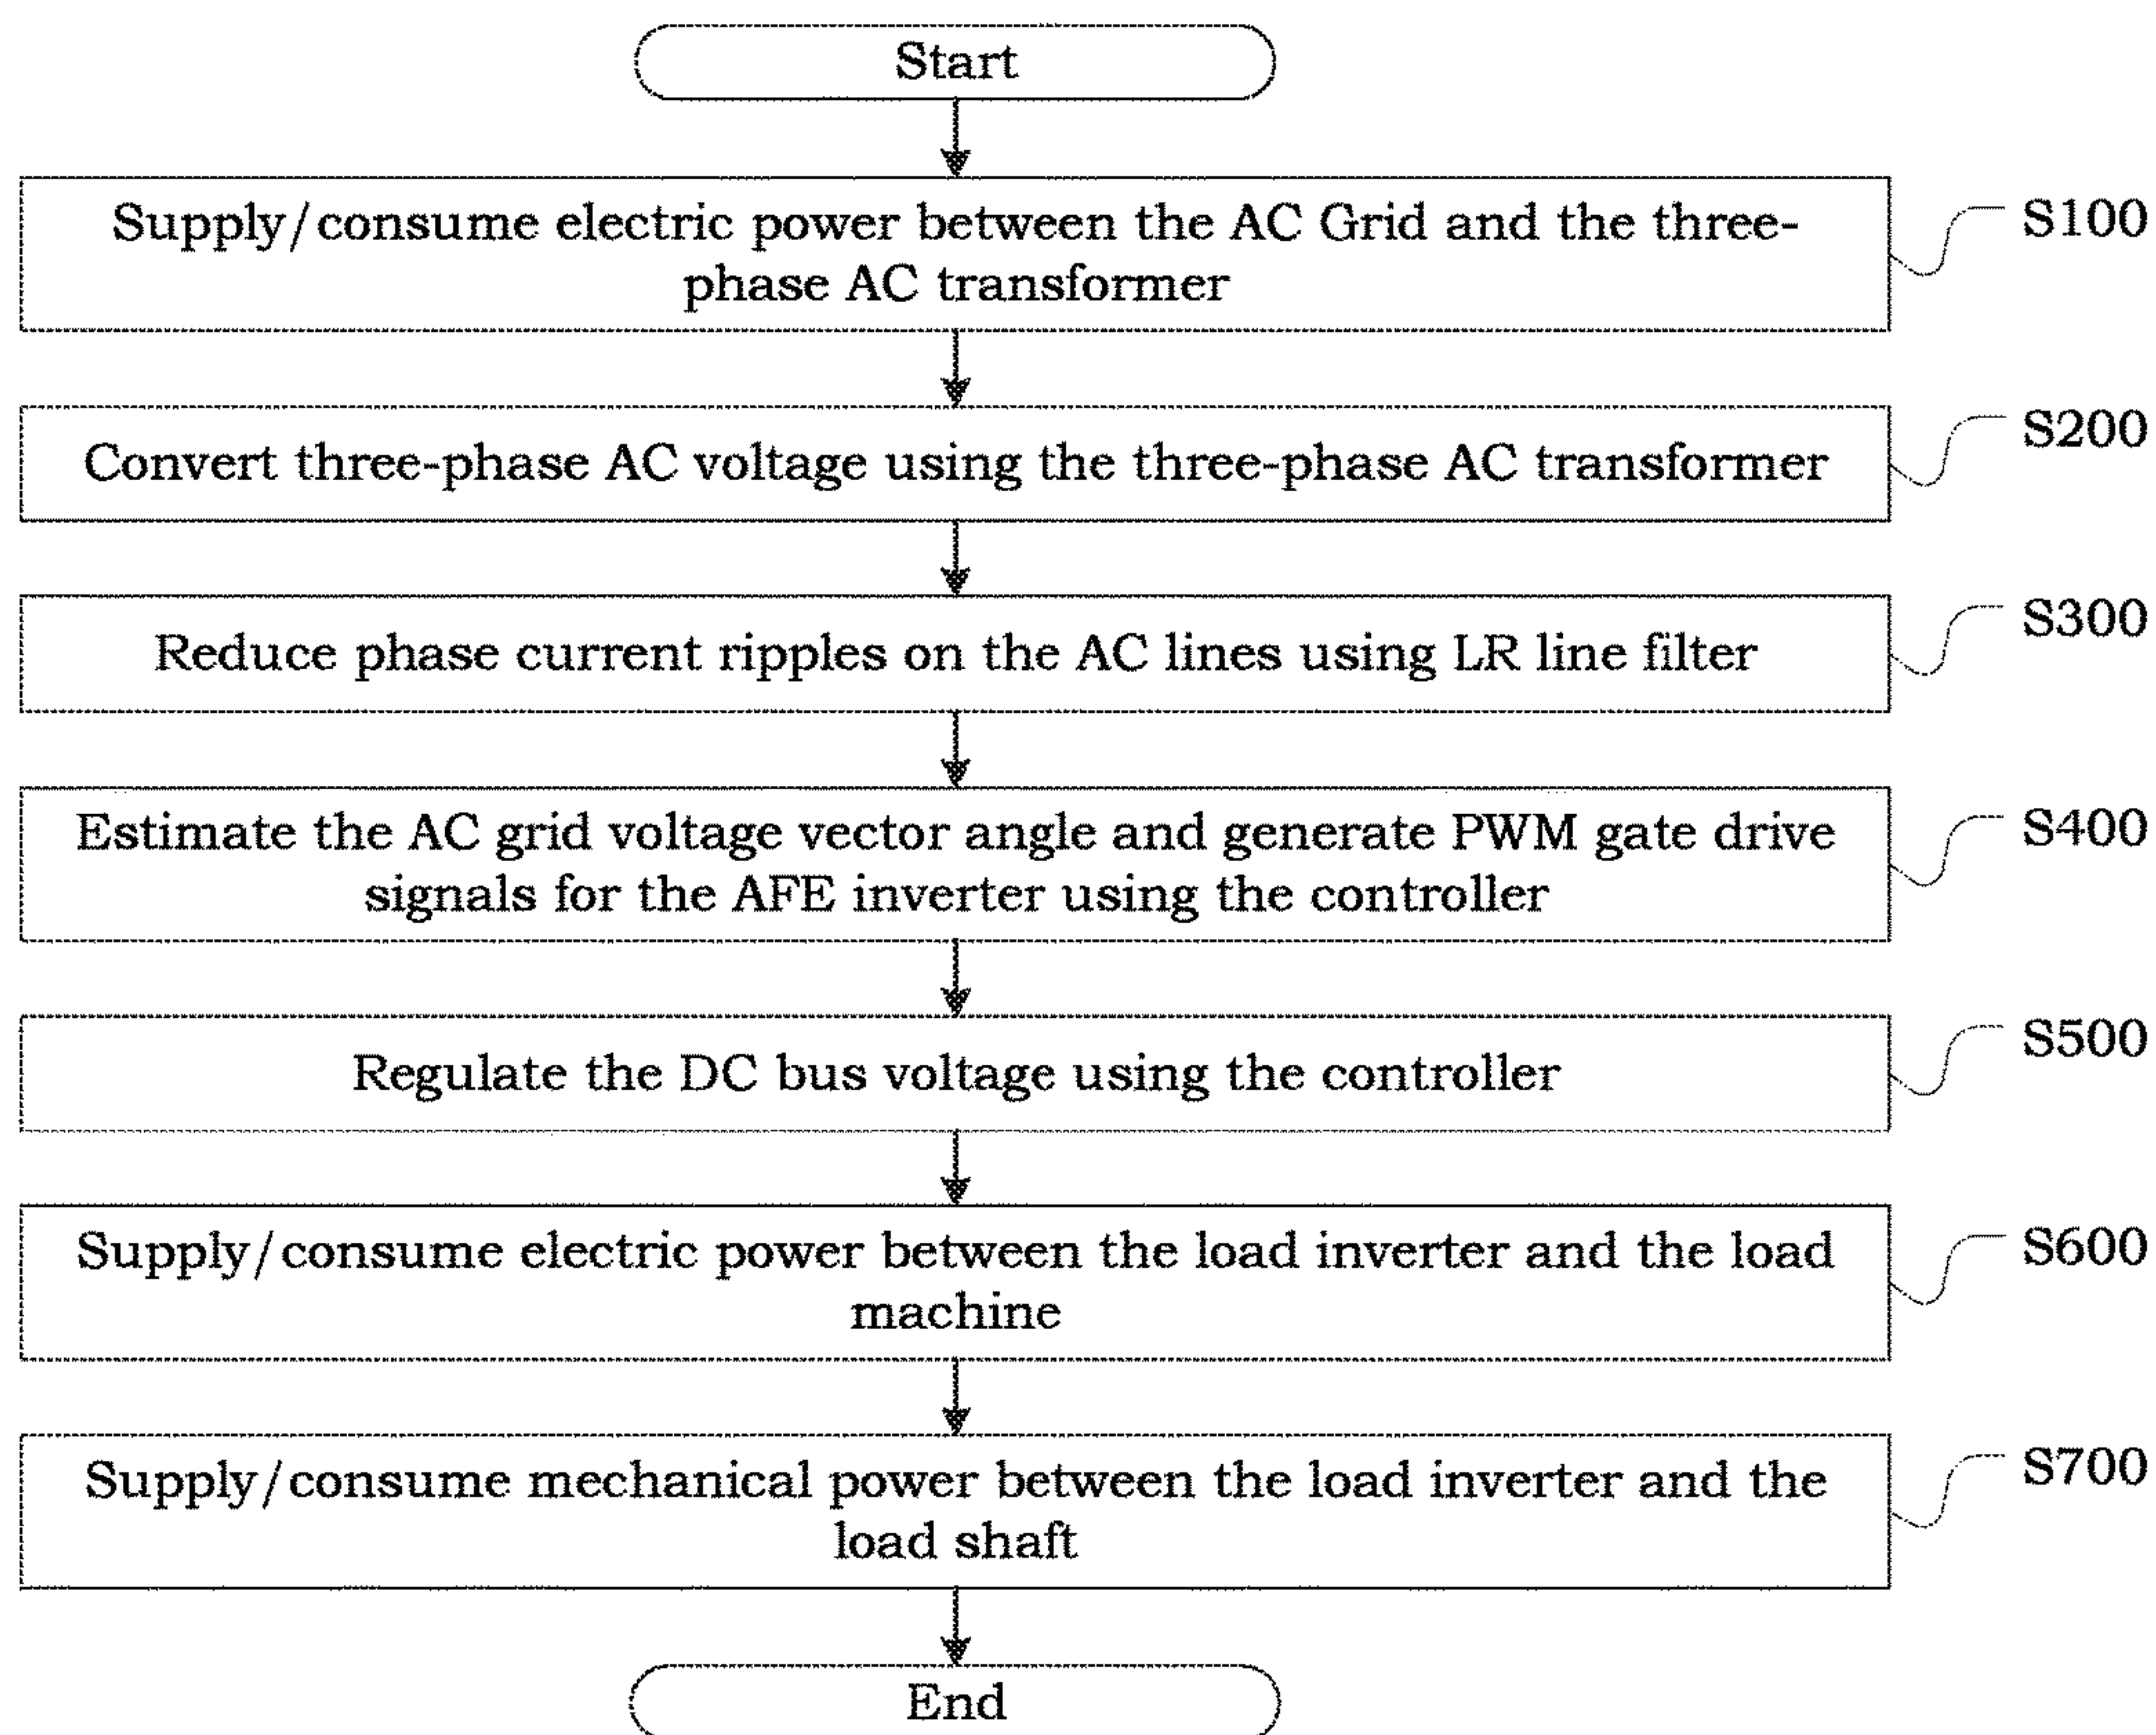 Start
Supply/consume electric power between the AC Grid and the three-
phase AC transformer
S100
Convert three-phase AC voltage using the three-phase AC transformer
S200
Reduce phase current ripples on the AC lines using LR line filter
S300
Estimate the AC grid voltage vector angle and generate PWM gate drive
signals for the AFE inverter using the controller
S400
Regulate the DC bus voltage using the controller
S500
Supply/consume electric power between the load inverter and the load
machine
S600
Supply/consume mechanical power between the load inverter and the
load shaft
S700
End